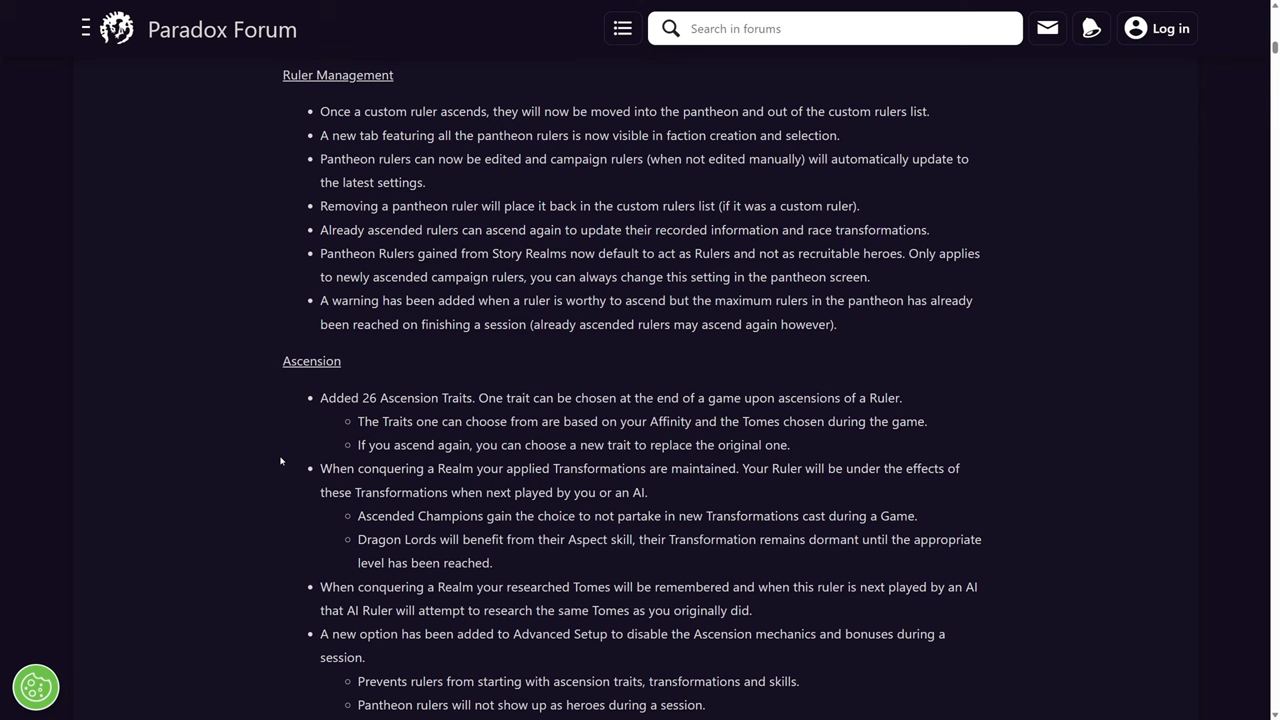 Paradox Forum
Search in forums
Log in
Ruler Management
Once a custom ruler ascends, they will now be moved into the pantheon and out of the custom rulers list.
A new tab featuring all the pantheon rulers is now visible in faction creation and selection.
Pantheon rulers can now be edited and campaign rulers (when not edited manually) will automatically update to
the latest settings.
Removing a pantheon ruler will place it back in the custom rulers list (if it was a custom ruler).
Already ascended rulers can ascend again to update their recorded information and race transformations.
Pantheon Rulers gained from Story Realms now default to act as Rulers and not as recruitable heroes. Only applies
to newly ascended campaign rulers, you can always change this setting in the pantheon screen.
A warning has been added when a ruler is worthy to ascend but the maximum rulers in the pantheon has already
been reached on finishing a session (already ascended rulers may ascend again however).
Ascension
Added 26 Ascension Traits. One trait can be chosen at the end of a game upon ascensions of a Ruler.
The Traits one can choose from are based on your Affinity and the Tomes chosen during the game.
If you ascend again, you can choose a new trait to replace the original one.
When conquering a Realm your applied Transformations are maintained. Your Ruler will be under the effects of
these Transformations when next played by you or an AI.
Ascended Champions gain the choice to not partake in new Transformations cast during a Game.
Dragon Lords will benefit from their Aspect skill, their Transformation remains dormant until the appropriate
level has been reached.
When conquering a Realm your researched Tomes will be remembered and when this ruler is next played by an AI
that AI Ruler will attempt to research the same Tomes as you originally did.
A new option has been added to Advanced Setup to disable the Ascension mechanics and bonuses during a
session.
Prevents rulers from starting with ascension traits, transformations and skills.
Pantheon rulers will not show up as heroes during a session.